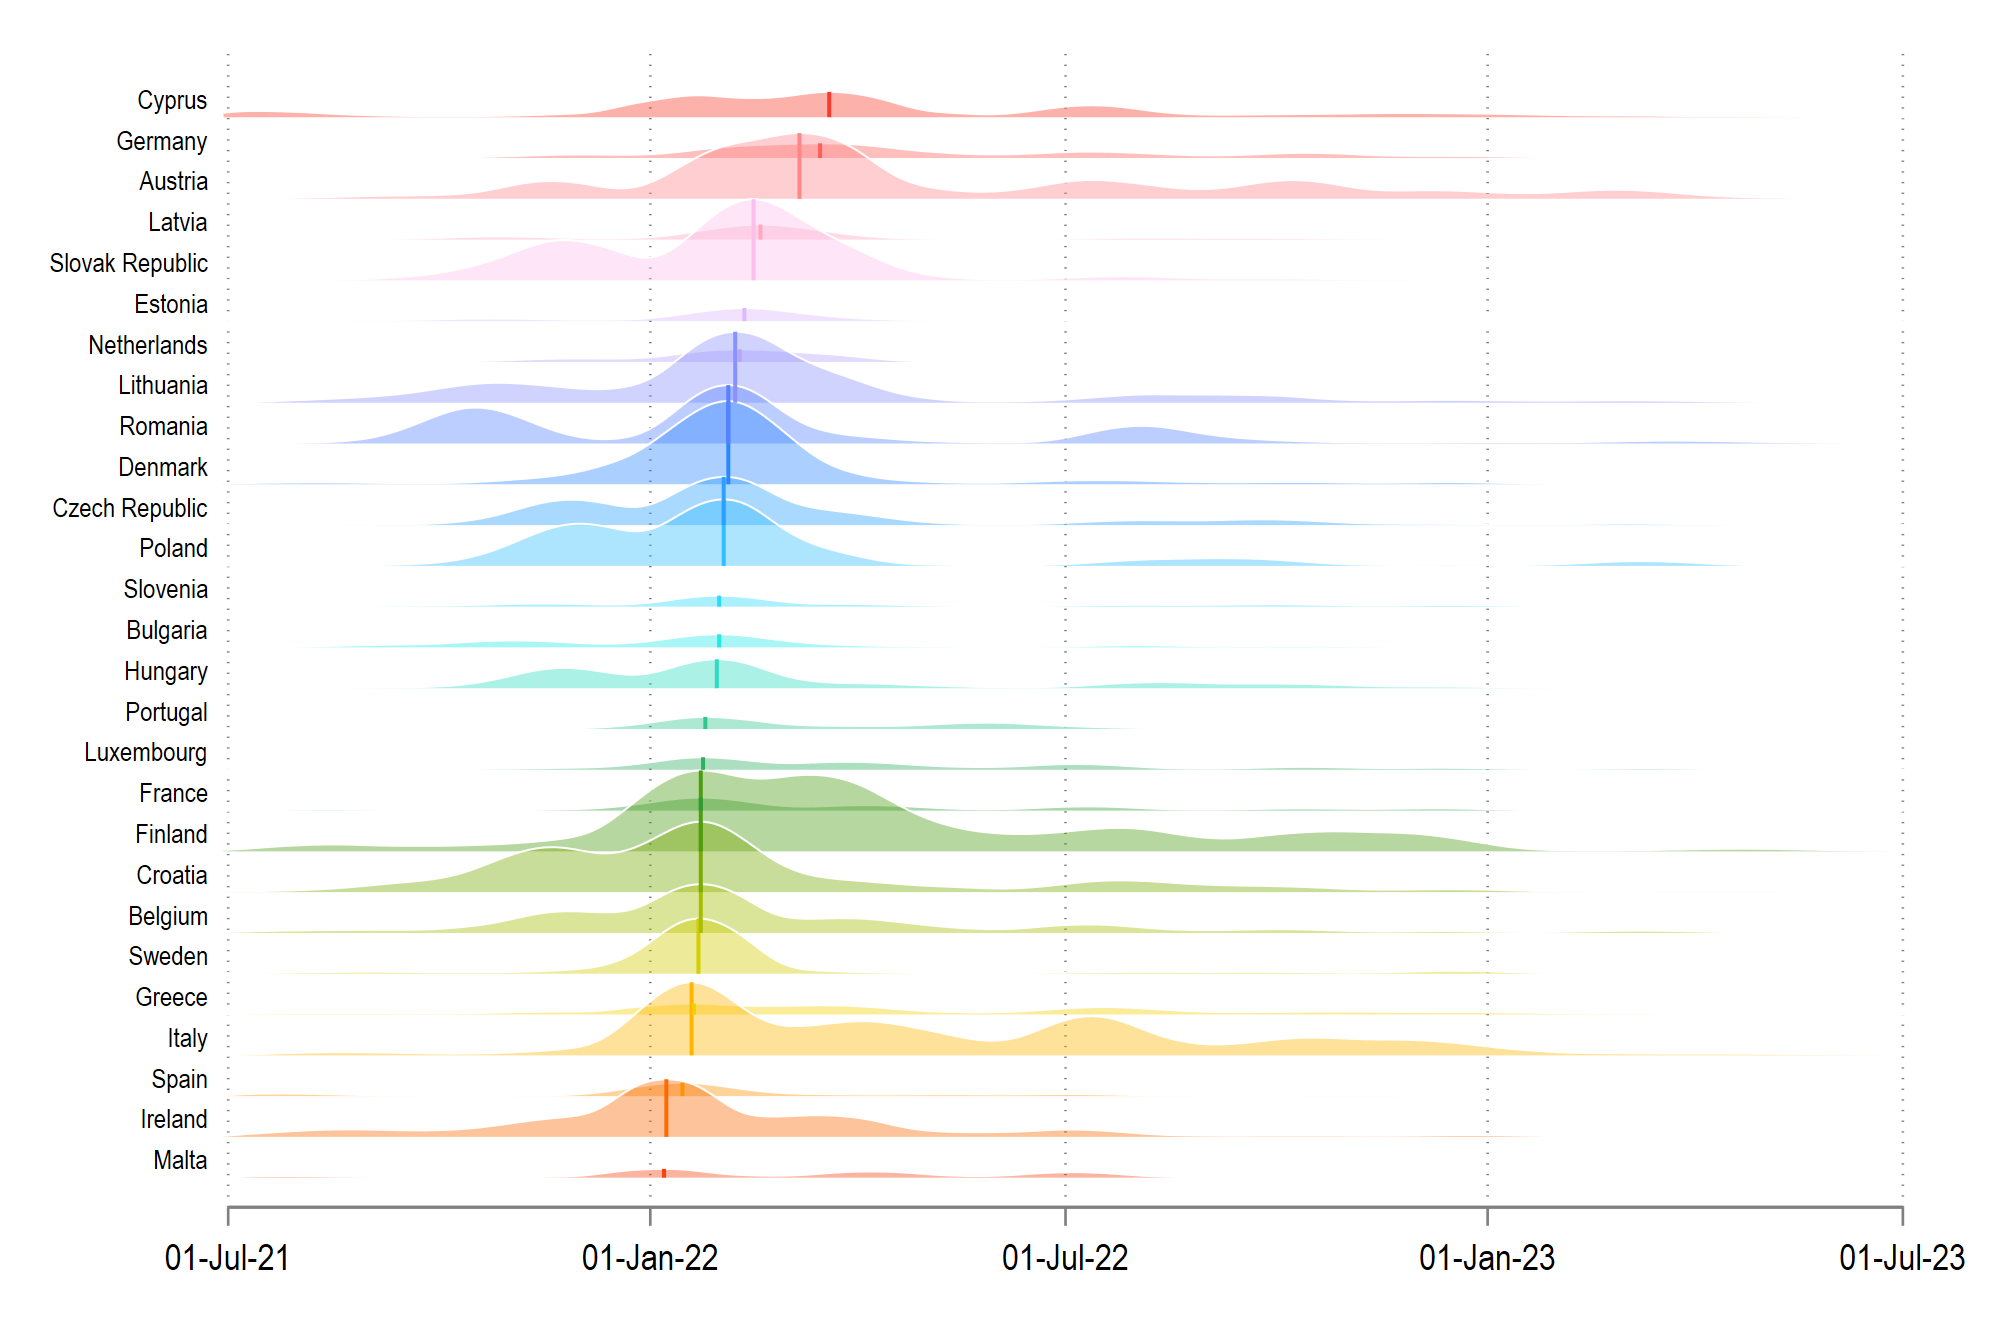 Cyprus
Germany
Austria
Latvia
Slovak Republic
Estonia
Netherlands
Lithuania
Romania
Denmark
Czech Republic
Poland
Slovenia
Bulgaria
Hungary
Portugal
Luxembourg
France
Finland
Croatia
Belgium
Sweden
Greece
Italy
Spain
Ireland
Malta
01-Jul-21 01-Jan-22 01-Jul-22 01-Jan-23 01-Jul-23